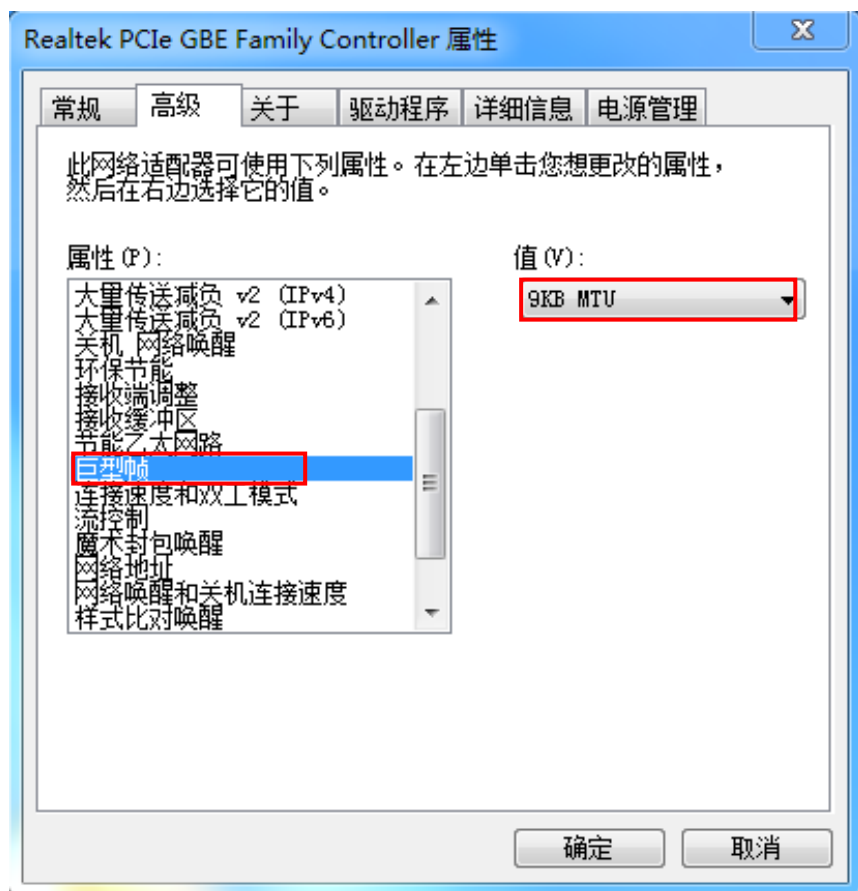 Realtek PCIe GBE Family Controller 属性
常规 高级 关于 驱动程序 详细信息 电源管理
此网络适配器可使用下列属性。在左边单击您想更改的属性，
然后在右边选择它的值。
属性(P):
值(V):
大量传送减负 v2 (IPv4)
大量传送减负 v2 (IPv6)
关机 网络唤醒
环保节能
接收端调整
接收缓冲区
节能乙太网路
巨型帧
连接速度和双工模式
流控制
魔术封包唤醒
网络地址
网络唤醒和关机连接速度
样式比对唤醒
9KB MTU
确定 取消